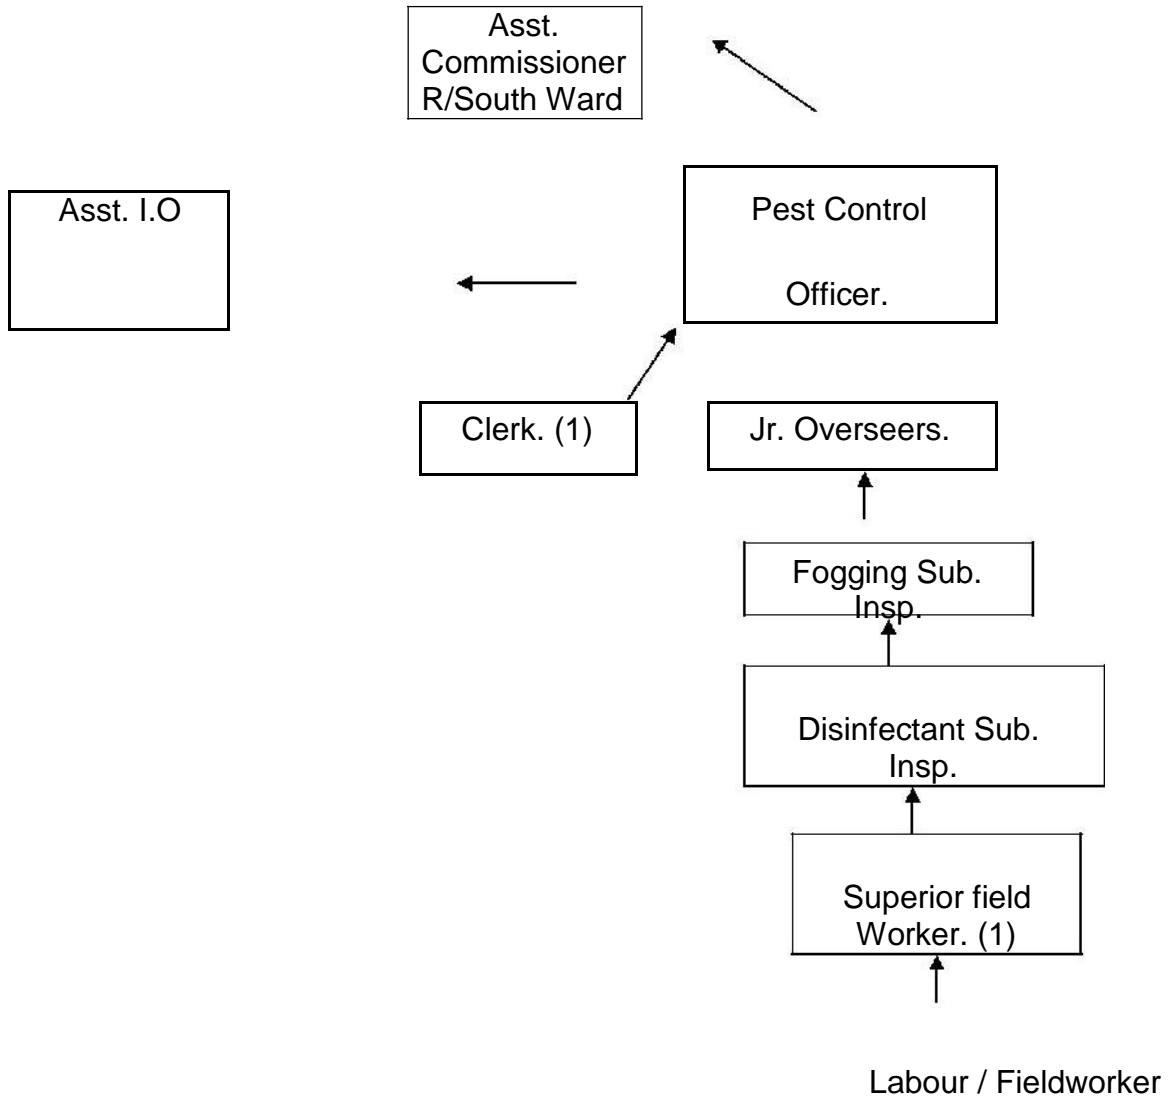 Asst.
Commissioner
R/South Ward
Asst. I.O
Pest Control
Officer.
Clerk. (1)
Jr. Overseers.
Fogging Sub.
Insp.
Disinfectant Sub.
Insp.
Superior field
Worker. (1)
Labour / Fieldworker